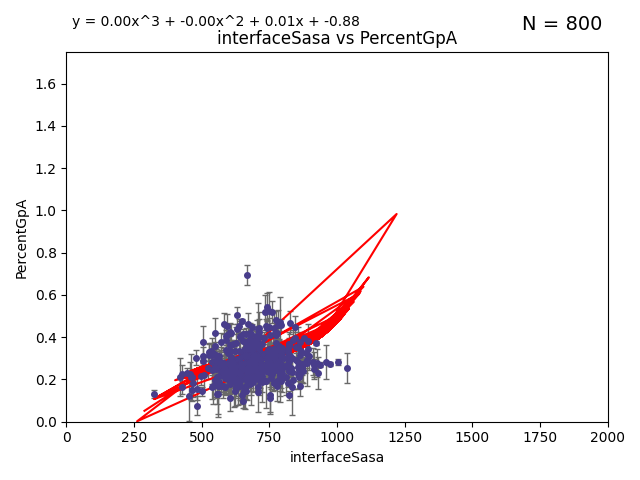 y = 0.00x^3 + -0.00x^2 + 0.01x + -0.88
N = 800
interfaceSasa vs PercentGpA
PercentGpA
1.6
1.4
1.2
1.0
0.8
0.6
0.4
0.2
0.0
0 250 500 750 1000 1250 1500 1750 2000
interfaceSasa